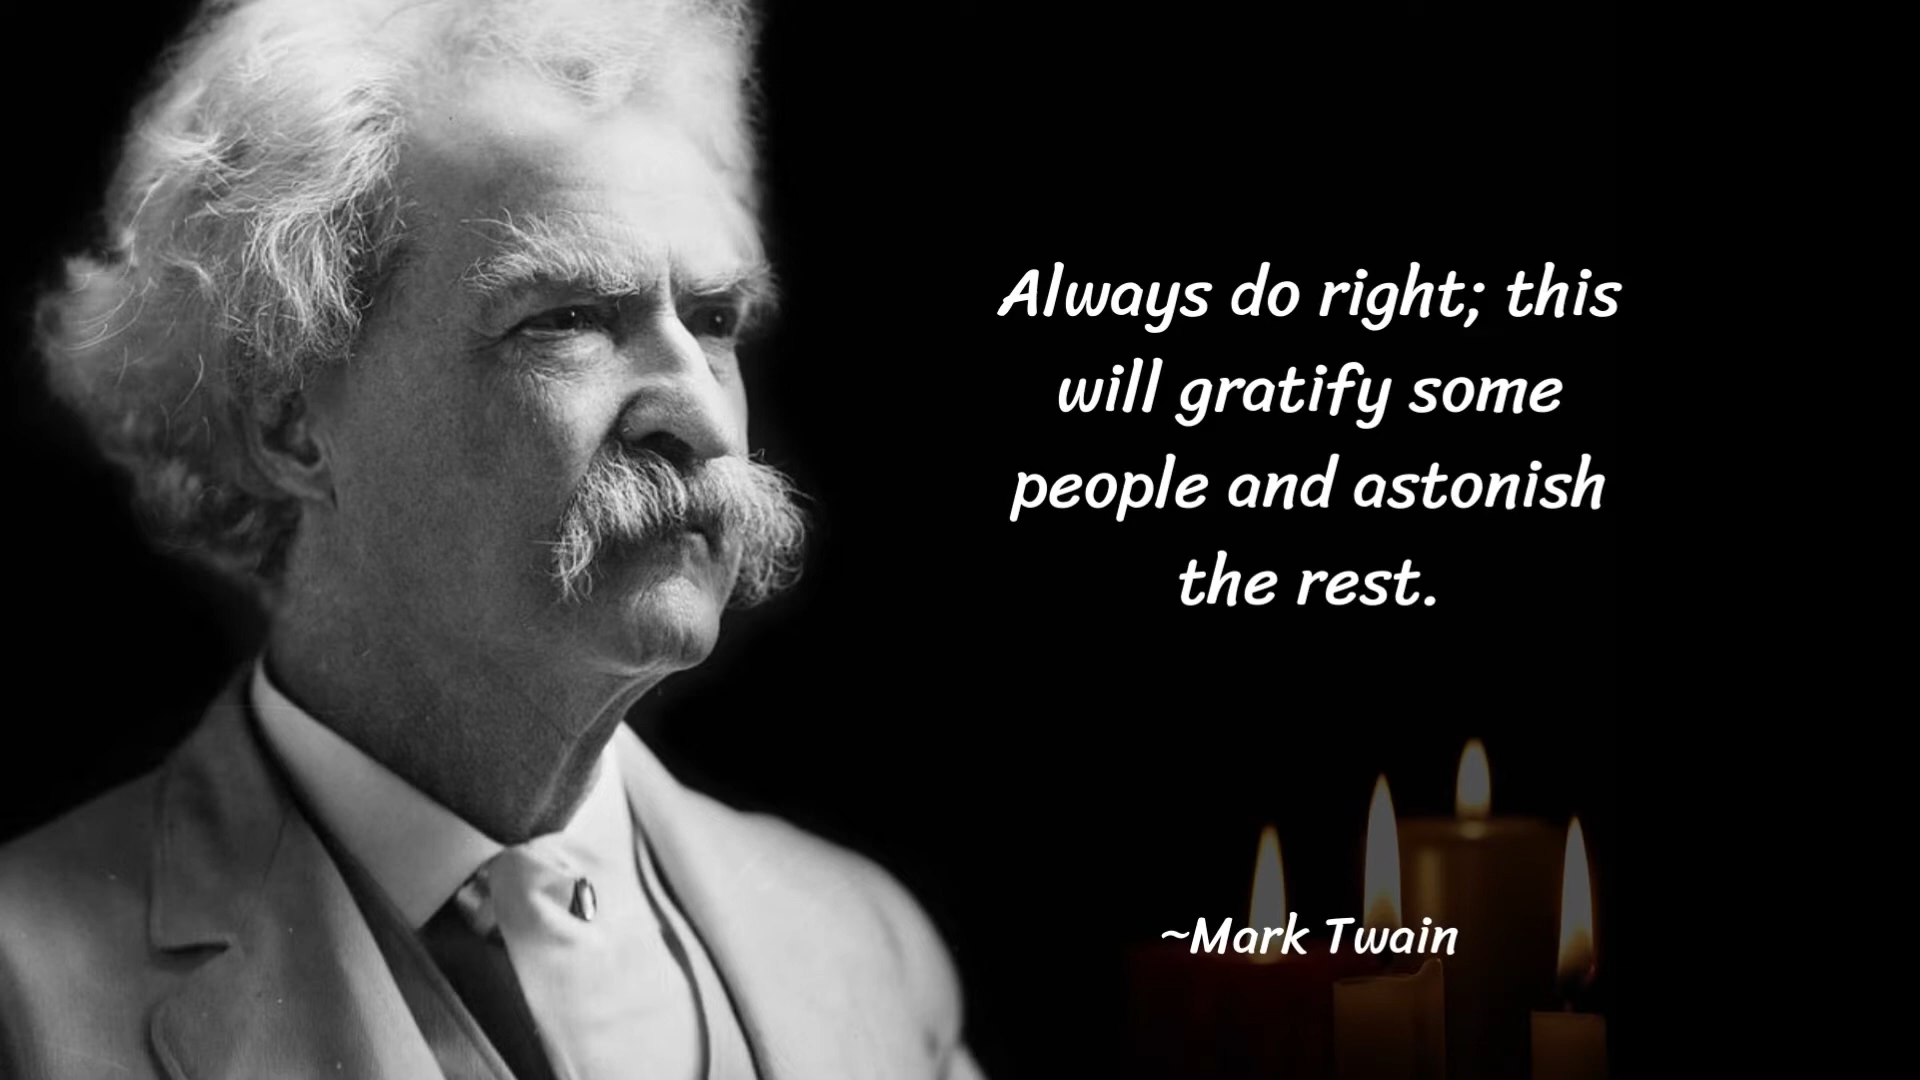 Always do right; this
will gratify some
people and astonish
the rest.
~Mark Twain